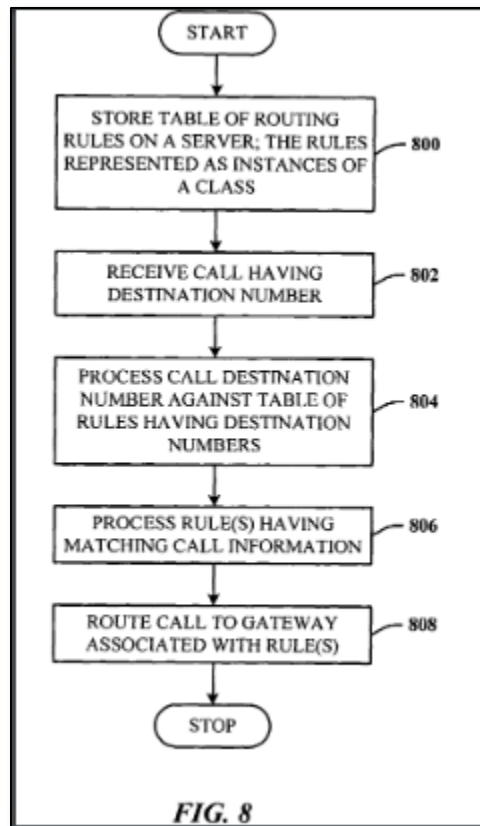 START
STORE TABLE OF ROUTING
RULES ON A SERVER; THE RULES
REPRESENTED AS INSTANCES OF
A CLASS
800
RECEIVE CALL HAVING
DESTINATION NUMBER
802
PROCESS CALL DESTINATION
NUMBER AGAINST TABLE OF
RULES HAVING DESTINATION
NUMBERS
804
PROCESS RULE(S) HAVING
MATCHING CALL INFORMATION
806
ROUTE CALL TO GATEWAY
ASSOCIATED WITH RULE(S)
808
STOP
FIG. 8